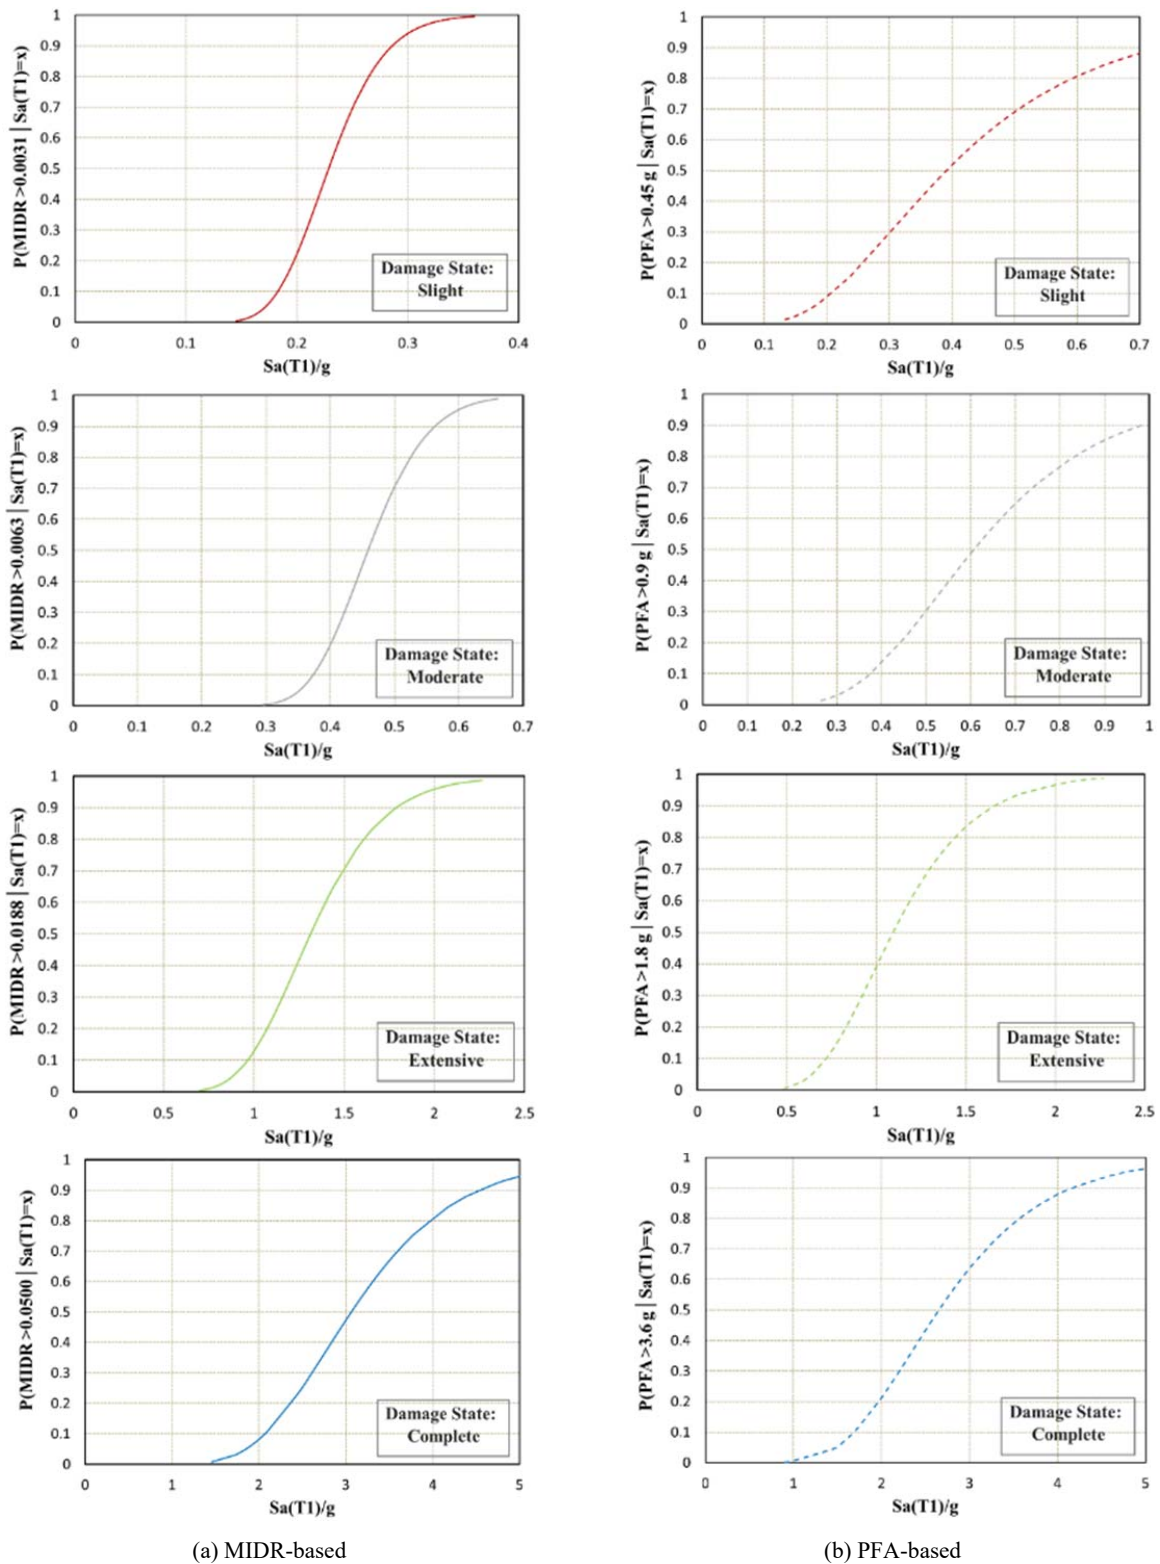 P(MIDR >0.0031 | Sa(T1)=x)
1
0.9
0.8
0.7
0.6
0.5
0.4
0.3
0.2
0.1
0
Damage State:
Slight
0 0.1 0.2 0.3 0.4
Sa(T1)/g
P(PFA>0.45 g | Sa(T1)=x)
1
0.9
0.8
0.7
0.6
0.5
0.4
0.3
0.2
0.1
0
Damage State:
Slight
0 0.1 0.2 0.3 0.4 0.5 0.6 0.7
Sa(T1)/g
P(MIDR >0.0063 | Sa(T1)=x)
1
0.9
0.8
0.7
0.6
0.5
0.4
0.3
0.2
0.1
0
Damage State:
Moderate
0 0.1 0.2 0.3 0.4 0.5 0.6 0.7
Sa(T1)/g
P(PFA>0.9 g | Sa(T1)=x)
1
0.9
0.8
0.7
0.6
0.5
0.4
0.3
0.2
0.1
0
Damage State:
Moderate
0 0.1 0.2 0.3 0.4 0.5 0.6 0.7 0.8 0.9 1
Sa(T1)/g
P(MIDR >0.0188 | Sa(T1)=x)
1
0.9
0.8
0.7
0.6
0.5
0.4
0.3
0.2
0.1
0
Damage State:
Extensive
0 0.5 1 1.5 2 2.5
Sa(T1)/g
P(PFA>1.8 g | Sa(T1)=x)
1
0.9
0.8
0.7
0.6
0.5
0.4
0.3
0.2
0.1
0
Damage State:
Extensive
0 0.5 1 1.5 2 2.5
Sa(T1)/g
P(MIDR >0.0500 | Sa(T1)=x)
1
0.9
0.8
0.7
0.6
0.5
0.4
0.3
0.2
0.1
0
Damage State:
Complete
0 1 2 3 4 5
Sa(T1)/g
P(PFA>3.6 g | Sa(T1)=x)
1
0.9
0.8
0.7
0.6
0.5
0.4
0.3
0.2
0.1
0
Damage State:
Complete
0 1 2 3 4 5
Sa(T1)/g
(a) MIDR-based
(b) PFA-based